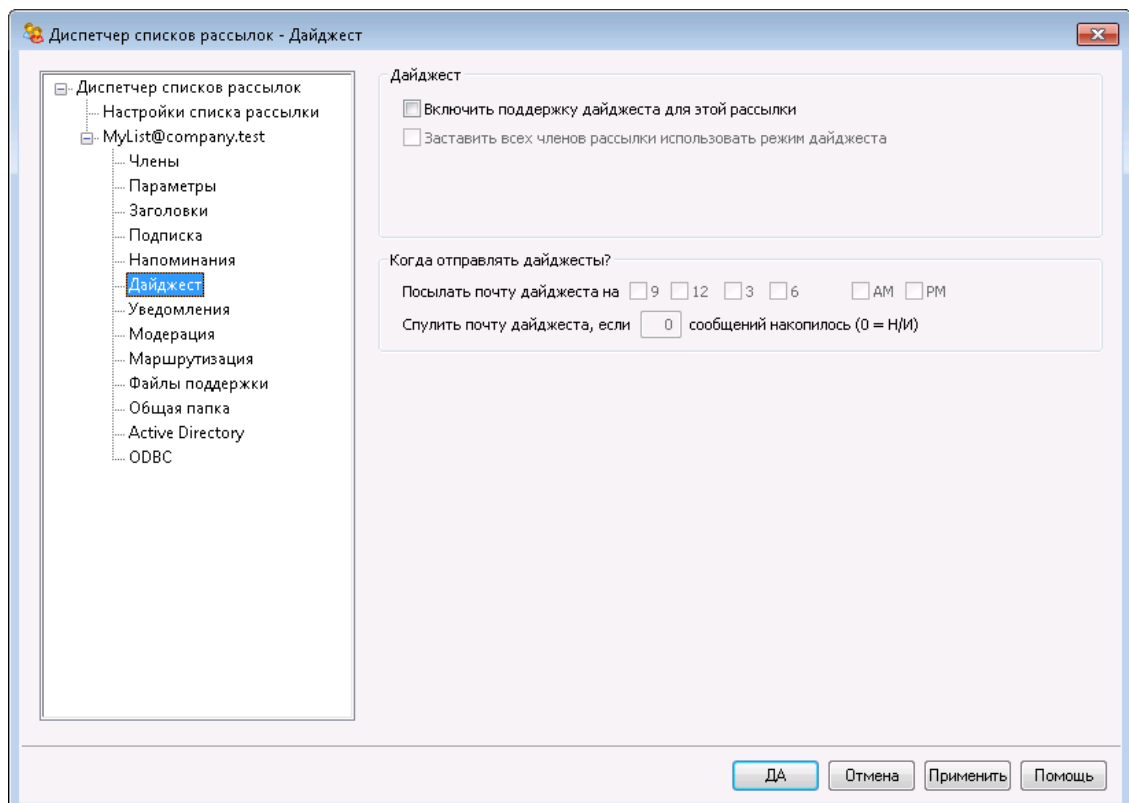 Диспетчер списков рассылок - Дайджест
Диспетчер списков рассылок
Настройки списка рассылки
MyList@company.test
Члены
Параметры
Заголовки
Подписка
Напоминания
Дайджест
Уведомления
Модерация
Маршрутизация
Файлы поддержки
Общая папка
Active Directory
ODBC
Дайджест
Включить поддержку дайджеста для этой рассылки
Заставить всех членов рассылки использовать режим дайджеста
Когда отправлять дайджесты?
Посылать почту дайджеста на 9 12 3 6 AM PM
Спулить почту дайджеста, если 0 сообщений накопилось (0 = Н/И)
ДА Отмена Применить Помощь